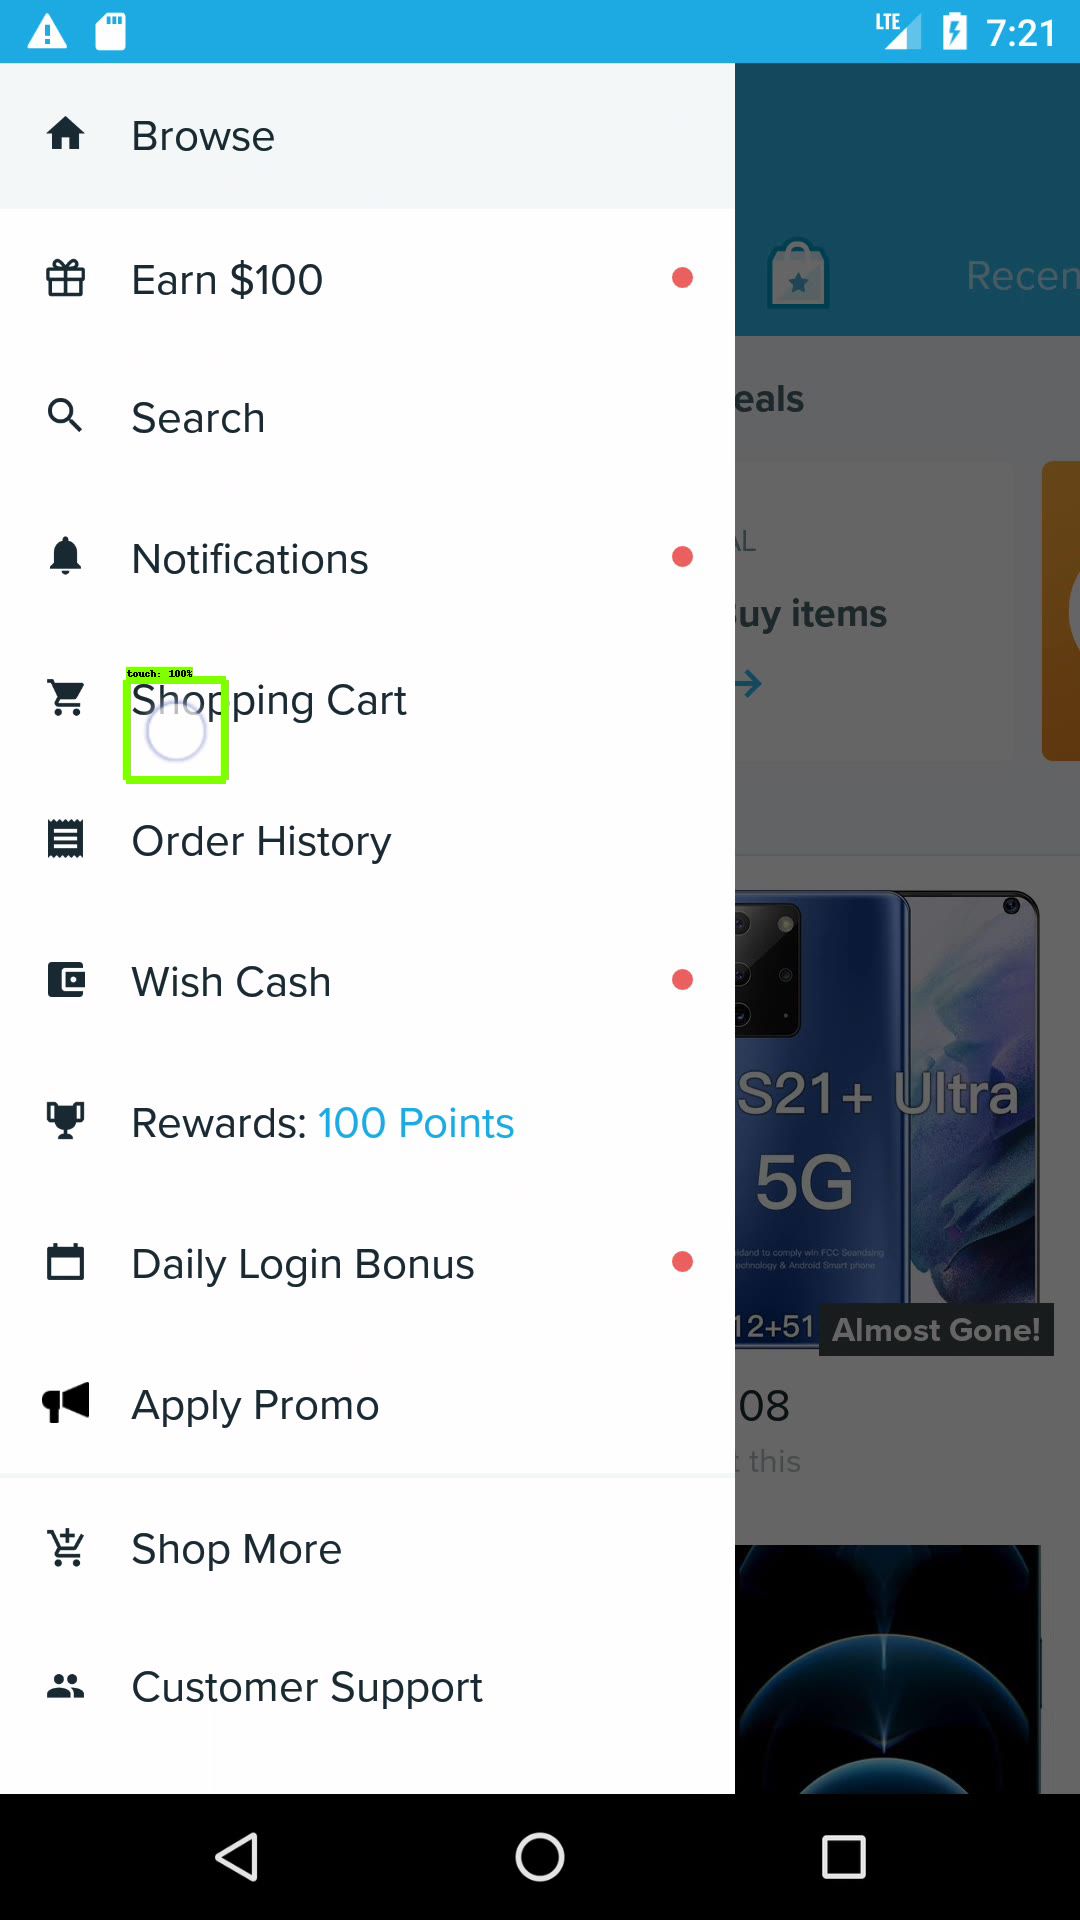 LTE 7:21
Browse
Earn $100
Recen
Search
eals
AL
Notifications
uy items
touch: 100%
Shopping Cart
Order History
Wish Cash
S21+ Ultra
Rewards: 100 Points
5G
Daily Login Bonus
12+51
Almost Gone!
Apply Promo
08
this
Shop More
Customer Support